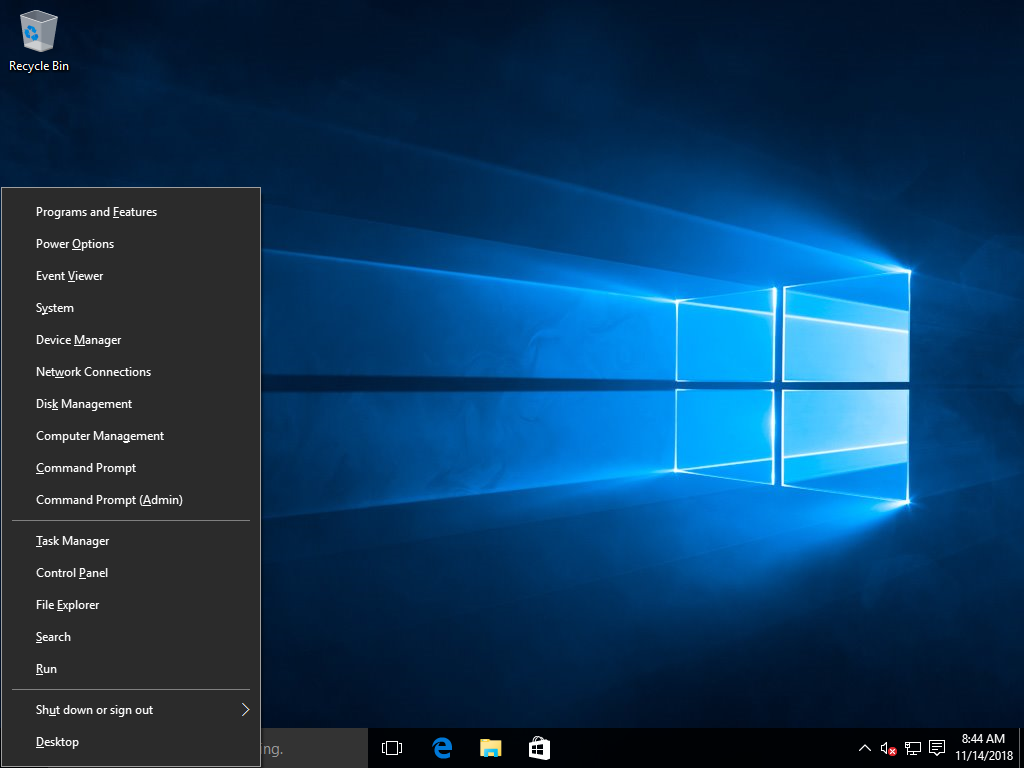 Recycle Bin
Programs and Features
Power Options
Event Viewer
System
Device Manager
Network Connections
Disk Management
Computer Management
Command Prompt
Command Prompt (Admin)
Task Manager
Control Panel
File Explorer
Search
Run
Shut down or sign out
Desktop
ing.
8:44 AM
11/14/2018